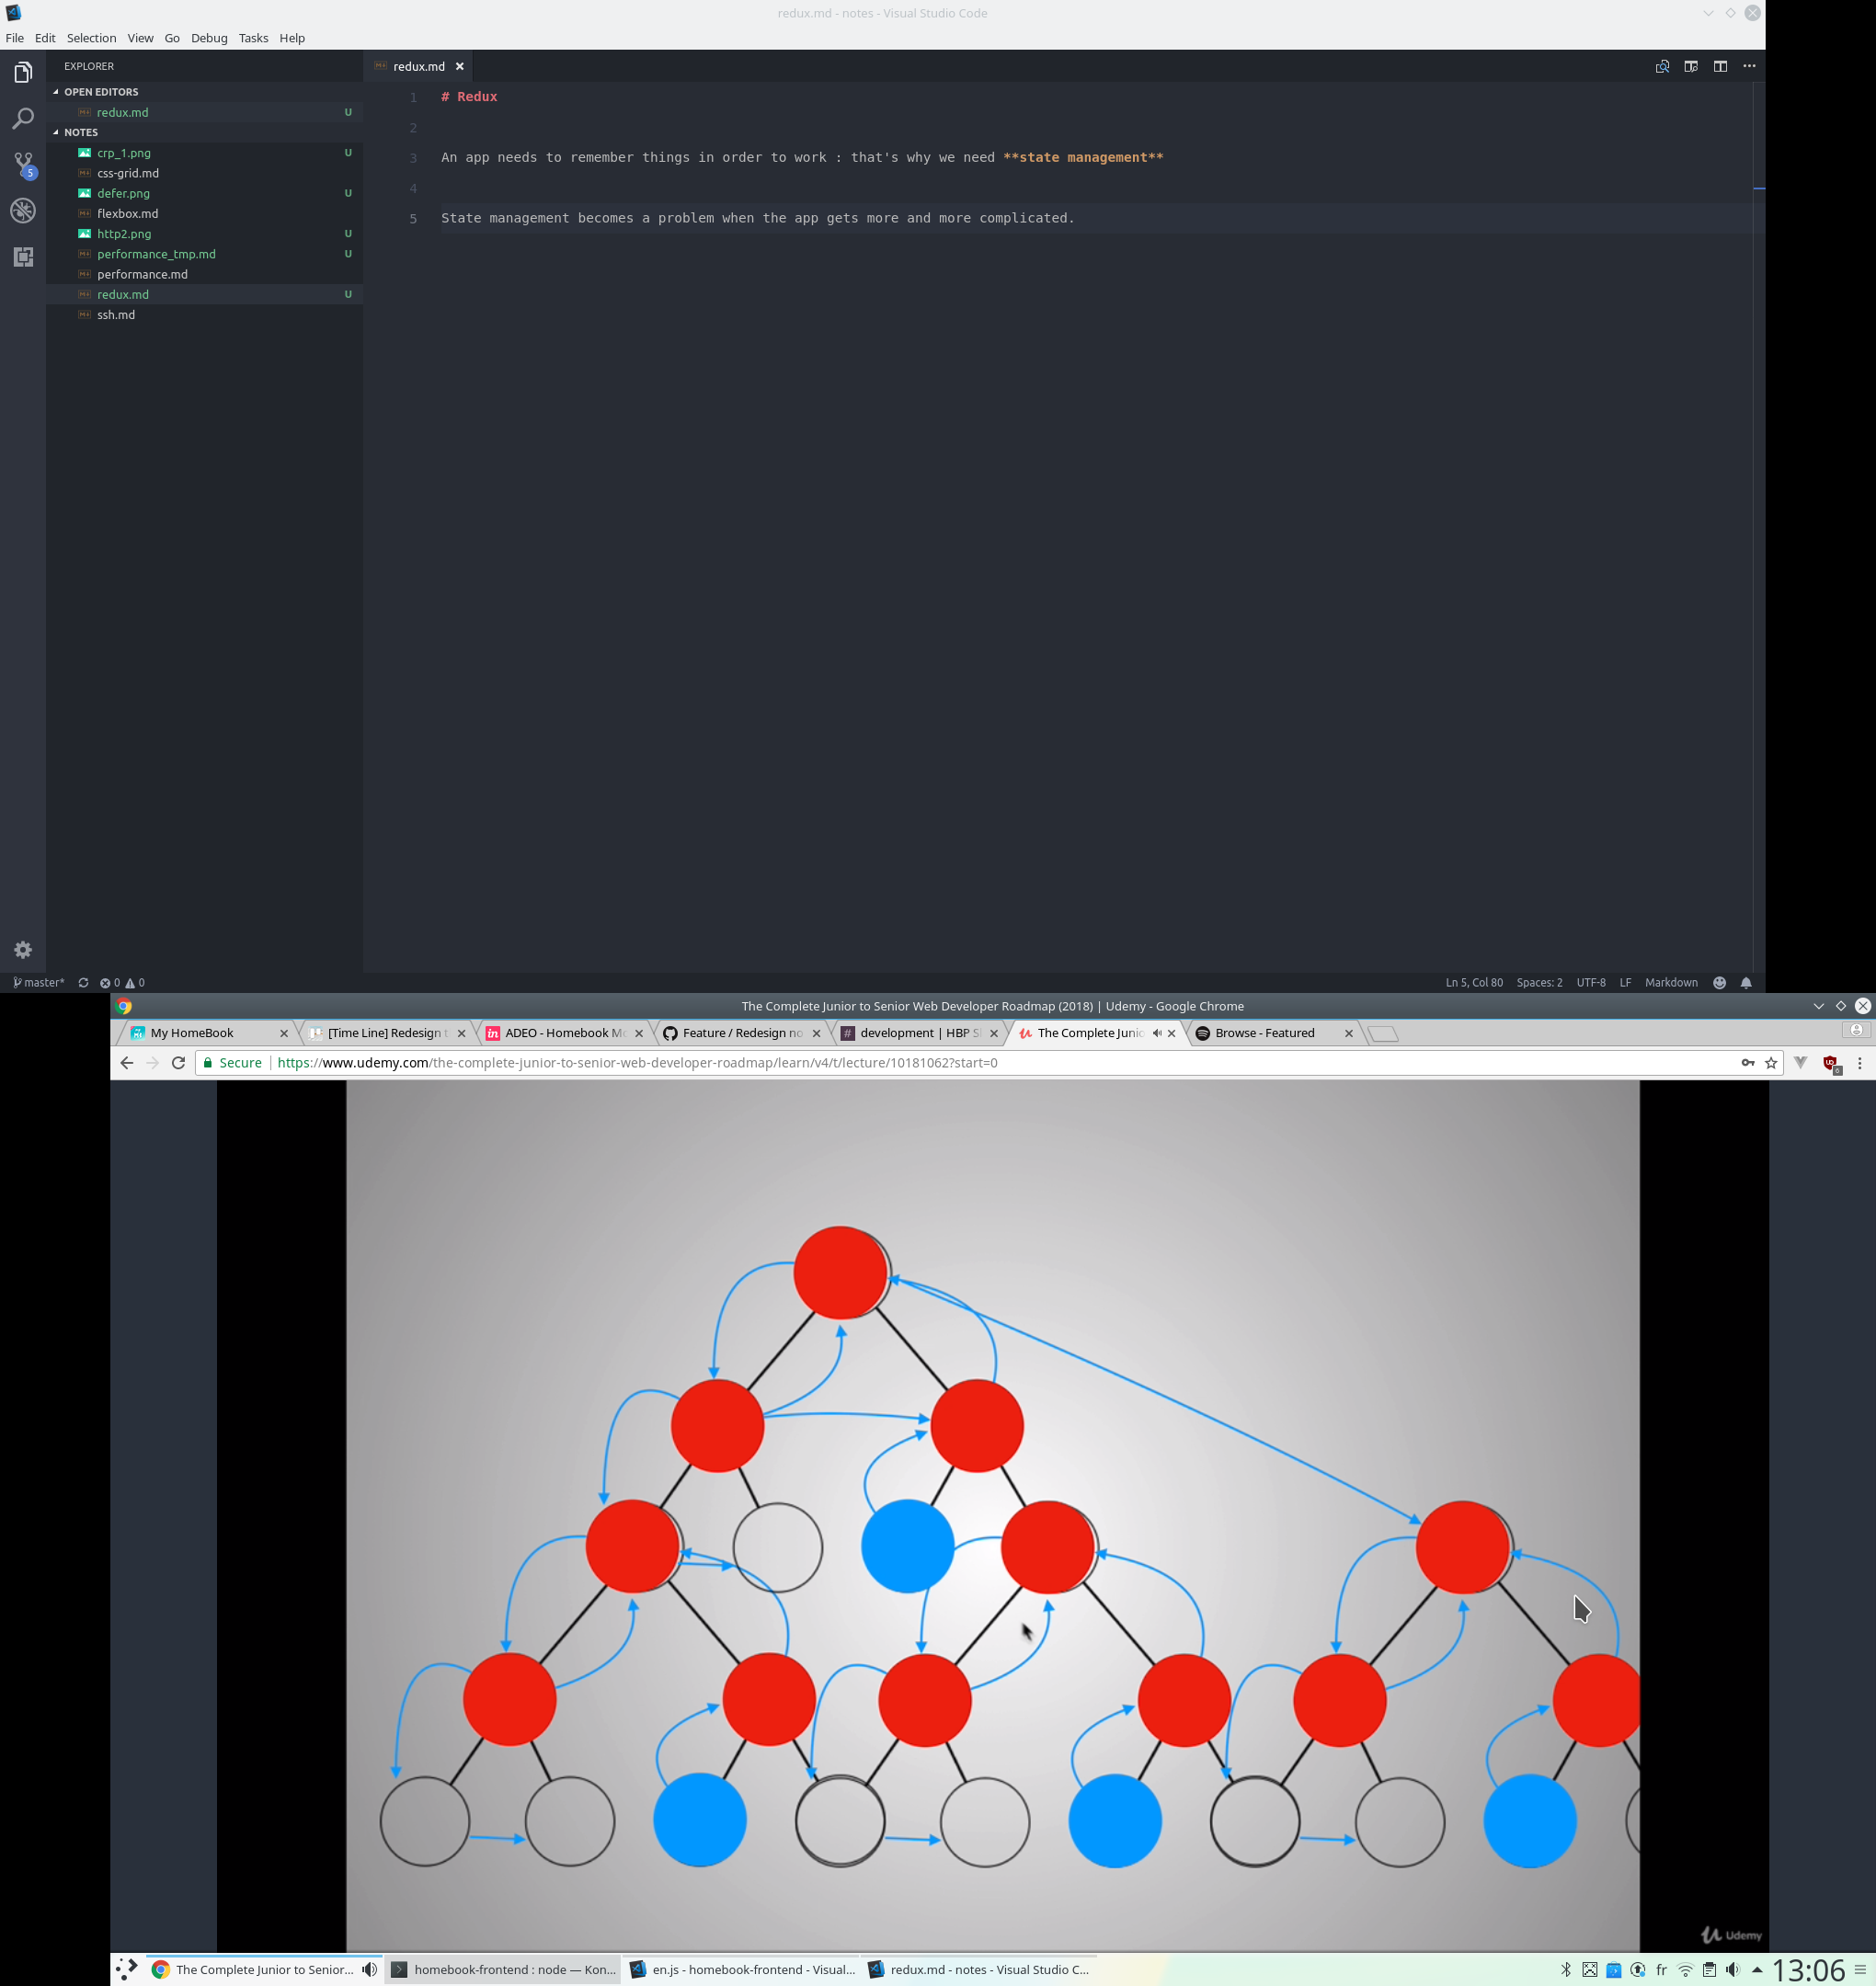 redux.md - notes - Visual Studio Code
File Edit Selection View Go Debug Tasks Help
EXPLORER
redux.md
OPEN EDITORS
redux.md U
NOTES
crp_1.png U
css-grid.md
defer.png U
flexbox.md
http2.png U
performance_tmp.md U
performance.md
redux.md U
ssh.md
5
1 # Redux
2
3 An app needs to remember things in order to work : that's why we need **state management**
4
5 State management becomes a problem when the app gets more and more complicated.
master* 0 0 Ln 5, Col 80 Spaces: 2 UTF-8 LF Markdown
The Complete Junior to Senior Web Developer Roadmap (2018) | Udemy - Google Chrome
My HomeBook [Time Line] Redesign t ADEO - Homebook Mo Feature / Redesign no development | HBP S The Complete Junio Browse - Featured
Secure https://www.udemy.com/the-complete-junior-to-senior-web-developer-roadmap/learn/v4/t/lecture/10181062?start=0
6
Udemy
The Complete Junior to Senior... homebook-frontend : node — Kon... en.js - homebook-frontend - Visual... redux.md - notes - Visual Studio C... fr 13:06